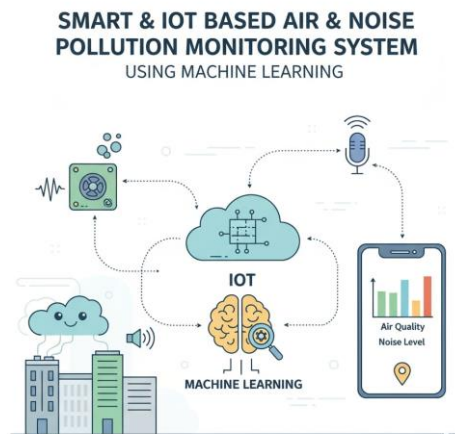 SMART & IOT BASED AIR & NOISE
POLLUTION MONITORING SYSTEM
USING MACHINE LEARNING
IOT
Air Quality
Noise Level
MACHINE LEARNING